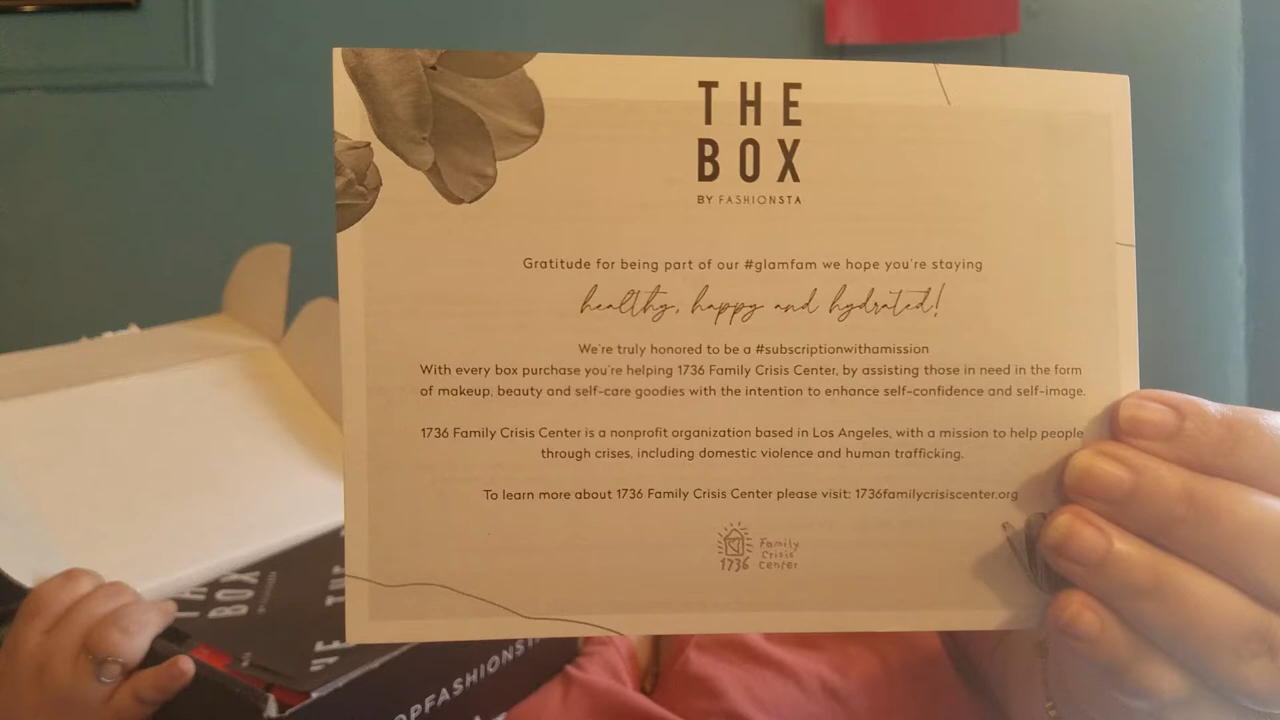 THE
BOX
BY FASHIONSTA
Gratitude for being part of our #glamfam we hope you're staying
healthy, happy and hydrated!
We're truly honored to be a #subscriptionwithamission
With every box purchase you're helping 1736 Family Crisis Center, by assisting those in need in the form
of makeup, beauty and self-care goodies with the intention to enhance self-confidence and self-image.
1736 Family Crisis Center is a nonprofit organization based in Los Angeles, with a mission to help people
through crises, including domestic violence and human trafficking.
To learn more about 1736 Family Crisis Center please visit: 1736familycrisiscenter.org
1736
Family
Crisis
Center
BOX
THE
OPFASHIONST